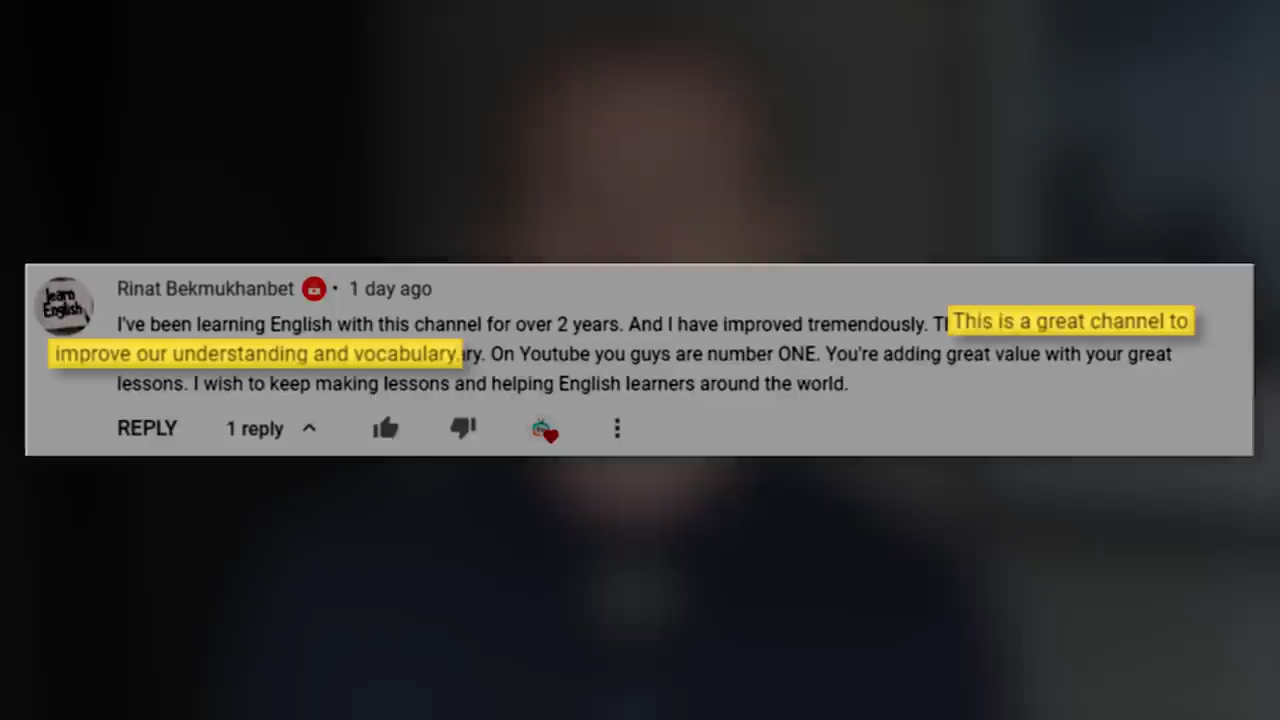 learn
English
Rinat Bekmukhanbet • 1 day ago
I've been learning English with this channel for over 2 years. And I have improved tremendously. This is a great channel to
improve our understanding and vocabulary. On Youtube you guys are number ONE. You're adding great value with your great
lessons. I wish to keep making lessons and helping English learners around the world.
REPLY 1 reply